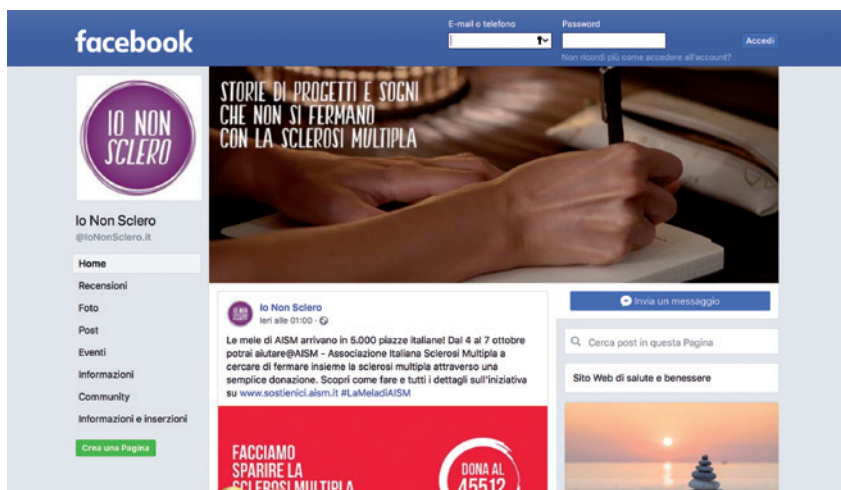 facebook
E-mail o telefono
Password
Accedi
Non ricordi più come accedere all'account?
IO NON
SCLERO
Io Non Sclero
@IoNonSclero.it
Home
Recensioni
Foto
Post
Eventi
Informazioni
Community
Informazioni e inserzioni
Crea una Pagina
STORIE DI PROGETTI E SOGNI
CHE NON SI FERMANO
CON LA SCLEROSI MULTIPLA
Io Non Sclero
Ieri alle 01:00 ·
Le mele di AISM arrivano in 5.000 piazze italiane! Dal 4 al 7 ottobre
potrai aiutare@AISM - Associazione Italiana Sclerosi Multipla a
cercare di fermare insieme la sclerosi multipla attraverso una
semplice donazione. Scopri come fare e tutti i dettagli sull'iniziativa
su www.sostienici.aism.it #LaMeladiAISM
FACCIAMO
SPARIRE LA
SCLEROSI MULTIPLA
DONA AL
45512
Invia un messaggio
Cerca post in questa Pagina
Sito Web di salute e benessere